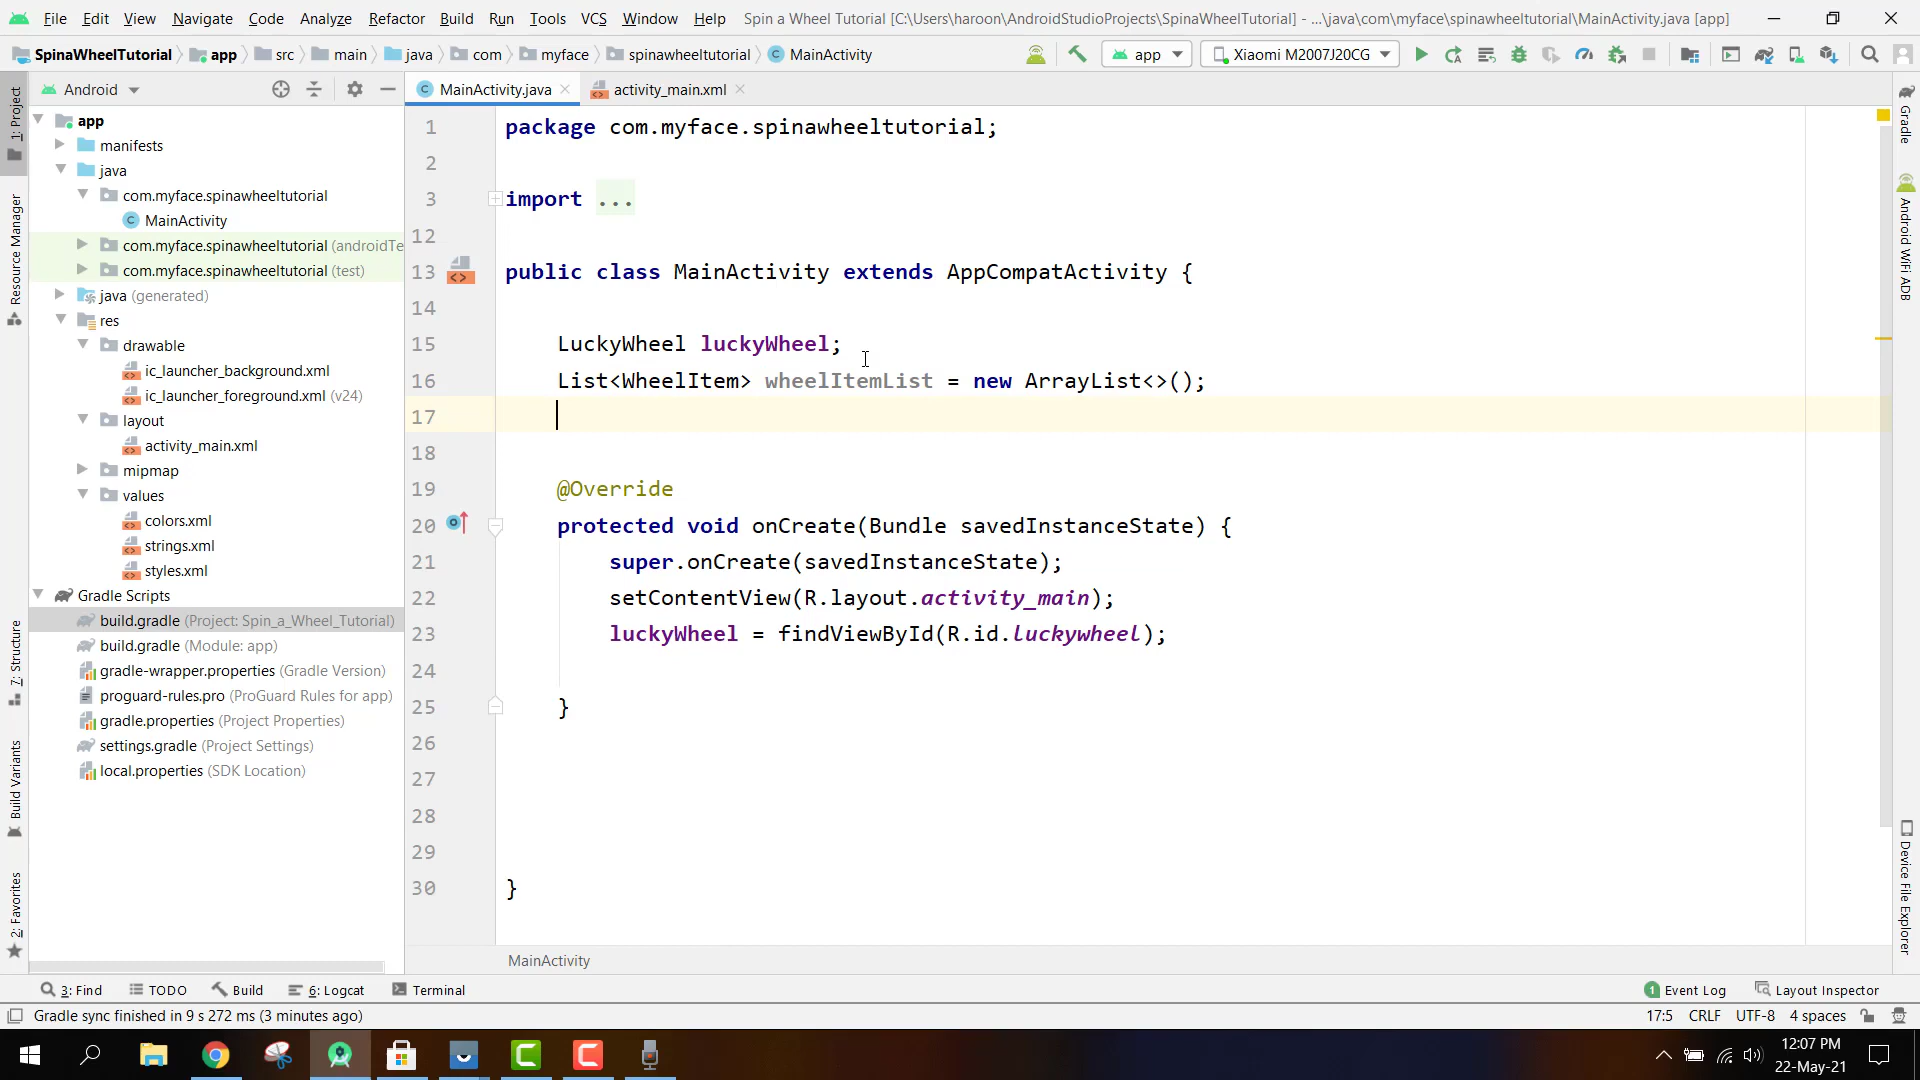 File Edit View Navigate Code Analyze Refactor Build Run Tools VCS Window Help Spin a Wheel Tutorial [C:\Users\haroon\AndroidStudioProjects\SpinaWheelTutorial] - ...\java\com\myface\spinawheeltutorial\MainActivity.java [app]
SpinaWheelTutorial app src main java com myface spinawheeltutorial MainActivity app Xiaomi M2007J20CG
Android
MainActivity.java activity_main.xml
app
manifests
java
com.myface.spinawheeltutorial
MainActivity
com.myface.spinawheeltutorial (androidTe
com.myface.spinawheeltutorial (test)
java (generated)
res
drawable
ic_launcher_background.xml
ic_launcher_foreground.xml (v24)
layout
activity_main.xml
mipmap
values
colors.xml
strings.xml
styles.xml
Gradle Scripts
build.gradle (Project: Spin_a_Wheel_Tutorial)
build.gradle (Module: app)
gradle-wrapper.properties (Gradle Version)
proguard-rules.pro (ProGuard Rules for app)
gradle.properties (Project Properties)
settings.gradle (Project Settings)
local.properties (SDK Location)
1: Project
Resource Manager
7: Structure
Build Variants
2: Favorites
1 package com.myface.spinawheeltutorial;
2
3 import ...
12
13 public class MainActivity extends AppCompatActivity {
14
15 LuckyWheel luckyWheel;
16 List<WheelItem> wheelItemList = new ArrayList<>();
17
18
19 @Override
20 protected void onCreate(Bundle savedInstanceState) {
21 super.onCreate(savedInstanceState);
22 setContentView(R.layout.activity_main);
23 luckyWheel = findViewById(R.id.luckywheel);
24
25 }
26
27
28
29
30 }
MainActivity
Gradle
Android WiFi ADB
Device File Explorer
3: Find TODO Build 6: Logcat Terminal 1 Event Log Layout Inspector
Gradle sync finished in 9 s 272 ms (3 minutes ago) 17:5 CRLF UTF-8 4 spaces
12:07 PM
22-May-21